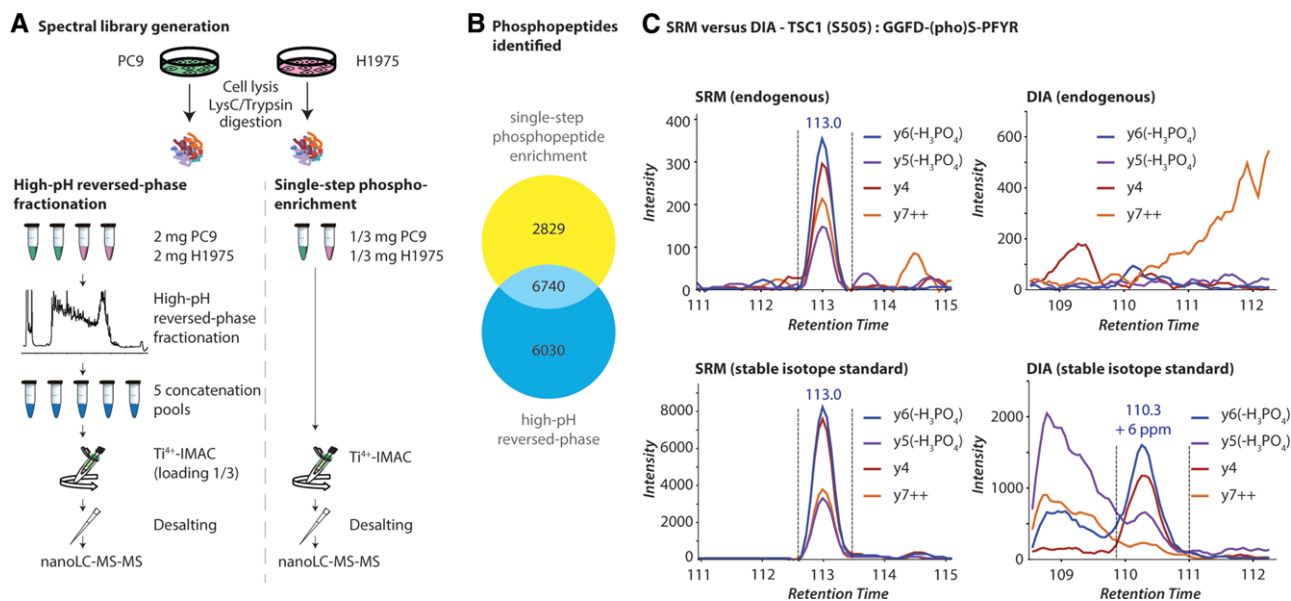 A Spectral library generation
PC9
H1975
Cell lysis
LysC/Trypsin
digestion
High-pH reversed-phase
fractionation
2 mg PC9
2 mg H1975
High-pH
reversed-phase
fractionation
5 concatenation
pools
Ti⁴⁺-IMAC
(loading 1/3)
Desalting
nanoLC-MS-MS
Single-step phospho-
enrichment
1/3 mg PC9
1/3 mg H1975
Ti⁴⁺-IMAC
Desalting
nanoLC-MS-MS
B Phosphopeptides
identified
single-step
phosphopeptide
enrichment
2829
6740
6030
high-pH
reversed-phase
C SRM versus DIA - TSC1 (S505) : GGFD-(pho)S-PFYR
SRM (endogenous)
113.0
y6(-H₃PO₄)
y5(-H₃PO₄)
y4
y7++
Intensity
400
300
200
100
0
111 112 113 114 115
Retention Time
DIA (endogenous)
y6(-H₃PO₄)
y5(-H₃PO₄)
y4
y7++
Intensity
600
400
200
0
109 110 111 112
Retention Time
SRM (stable isotope standard)
113.0
y6(-H₃PO₄)
y5(-H₃PO₄)
y4
y7++
Intensity
8000
6000
4000
2000
0
111 112 113 114 115
Retention Time
DIA (stable isotope standard)
110.3
+ 6 ppm
y6(-H₃PO₄)
y5(-H₃PO₄)
y4
y7++
Intensity
2000
1000
0
109 110 111 112
Retention Time